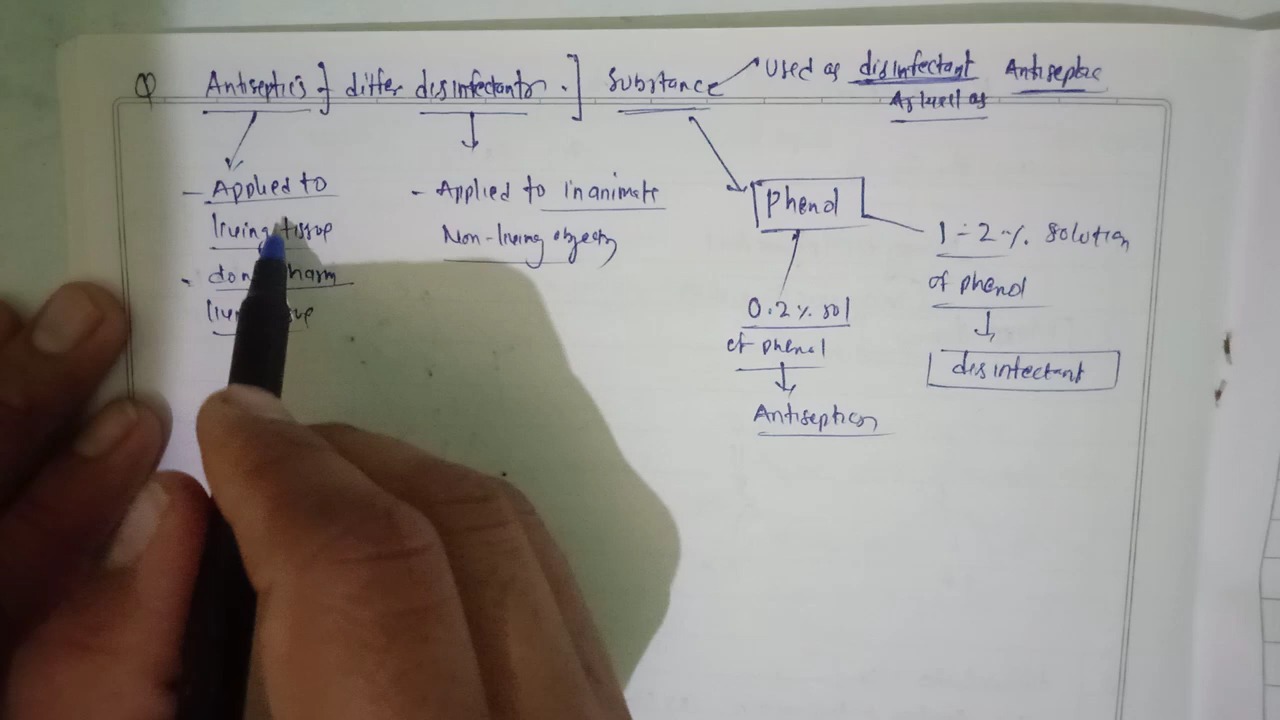 Q Antiseptics } differ disinfectants . ] Substance Used as disinfectant Antiseptic
As well as
- Applied to
living tissue
- harm
- Applied to inanimate
Non-living objects
Phenol
0.2 % sol
of phenol
Antiseptics
1-2 % solution
of phenol
disinfectant